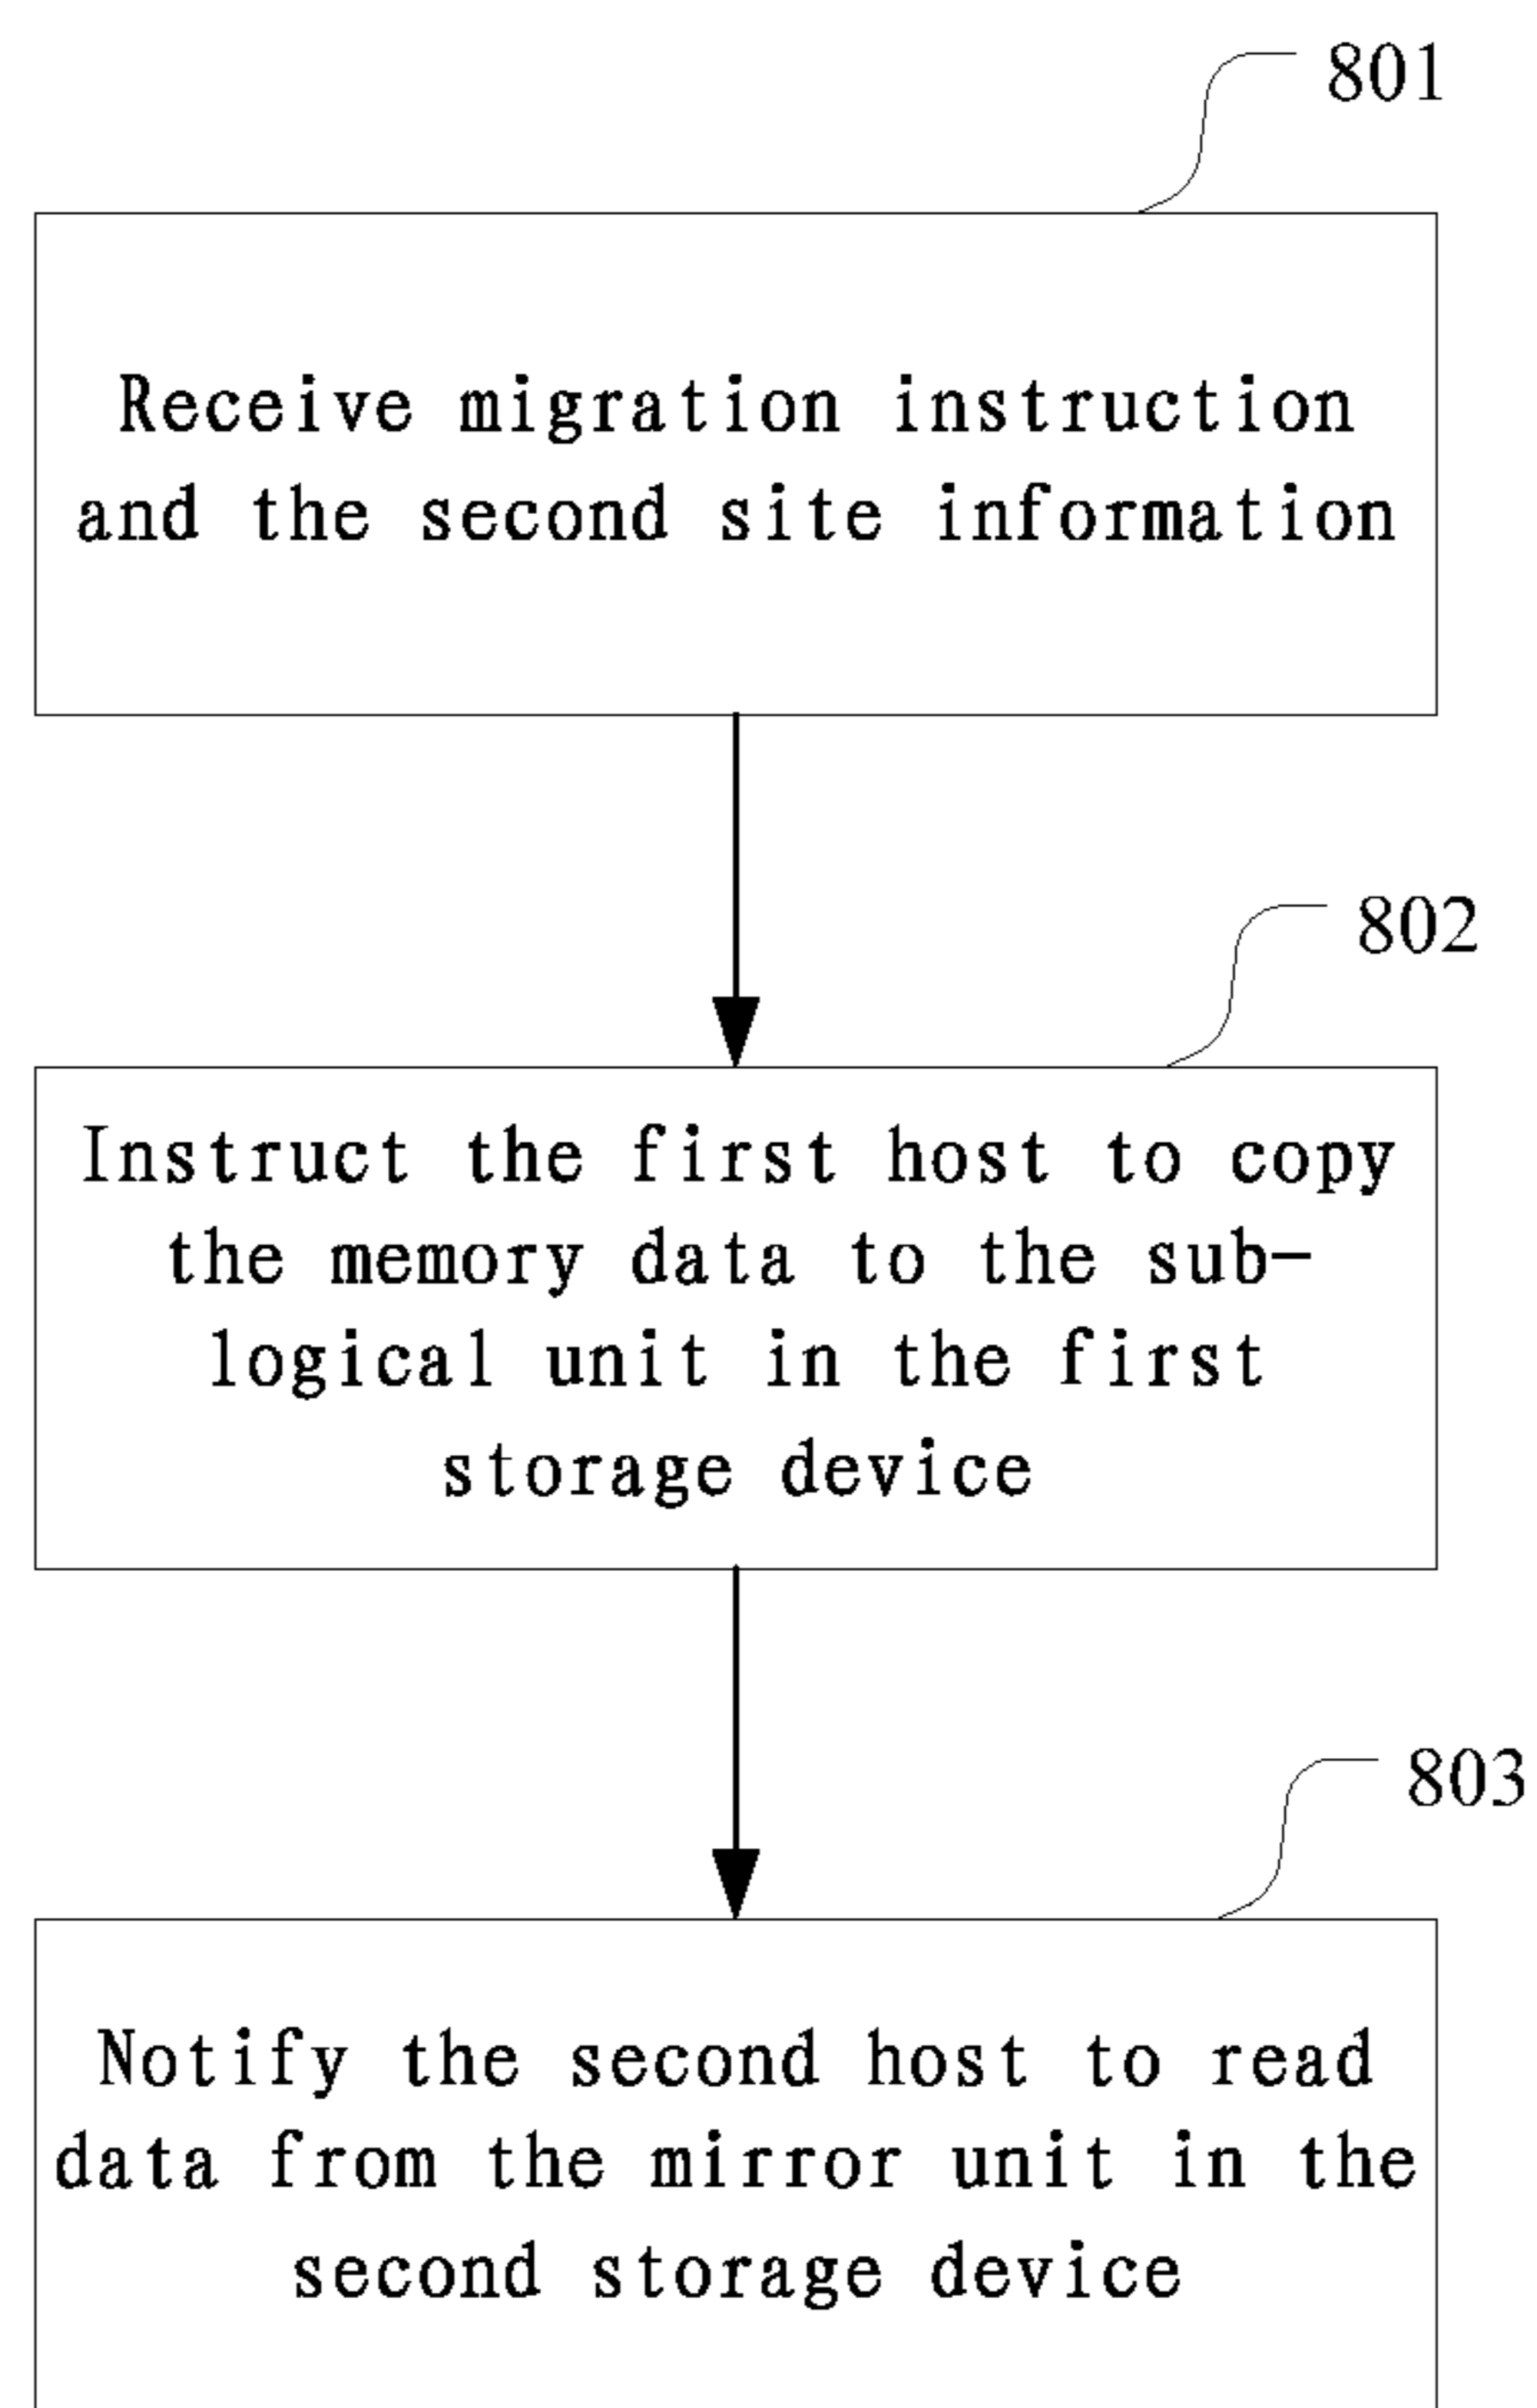 801
Receive migration instruction
and the second site information
802
Instruct the first host to copy
the memory data to the sub-
logical unit in the first
storage device
803
Notify the second host to read
data from the mirror unit in the
second storage device